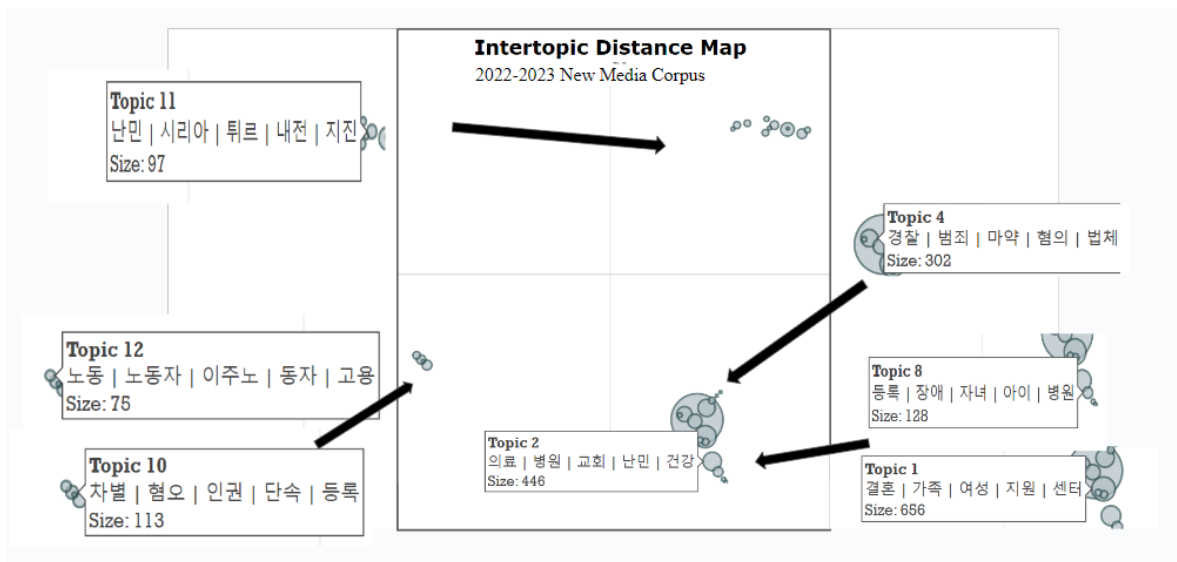 Intertopic Distance Map
2022-2023 New Media Corpus
Topic 11
난민 | 시리아 | 튀르 | 내전 | 지진
Size: 97
Topic 4
경찰 | 범죄 | 마약 | 혐의 | 법체
Size: 302
Topic 12
노동 | 노동자 | 이주노 | 동자 | 고용
Size: 75
Topic 8
등록 | 장애 | 자녀 | 아이 | 병원
Size: 128
Topic 2
의료 | 병원 | 교회 | 난민 | 건강
Size: 446
Topic 10
차별 | 혐오 | 인권 | 단속 | 등록
Size: 113
Topic 1
결혼 | 가족 | 여성 | 지원 | 센터
Size: 656